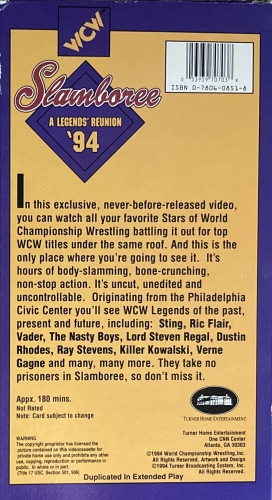 WCW
Slamboree
A LEGENDS' REUNION
'94
ISBN 0-7806-0851-8
In this exclusive, never-before-released video,
you can watch all your favorite Stars of World
Championship Wrestling battling it out for top
WCW titles under the same roof. And this is the
only place where you're going to see it. It's
hours of body-slamming, bone-crunching,
non-stop action. It's uncut, unedited and
uncontrollable. Originating from the Philadelphia
Civic Center you'll see WCW Legends of the past,
present and future, including: Sting, Ric Flair,
Vader, The Nasty Boys, Lord Steven Regal, Dustin
Rhodes, Ray Stevens, Killer Kowalski, Verne
Gagne and many, many more. They take no
prisoners in Slamboree, so don't miss it.
Appx. 180 mins.
Not Rated
Note: Card subject to change
TURNER HOME ENTERTAINMENT
WARNING
The copyright proprietor has licensed the
picture contained on this videocassette for
private home use only and prohibits any other
use, copying, reproduction or performance in
public. In whole or in part.
(Title 17 USC. Section 501, 506)
Turner Home Entertainment
One CNN Center
Atlanta, GA 30303
©1994 World Championship Wrestling, Inc.
All Rights Reserved. Artwork and Design
©1994 Turner Broadcasting System, Inc.
All Rights Reserved.
Duplicated in Extended Play